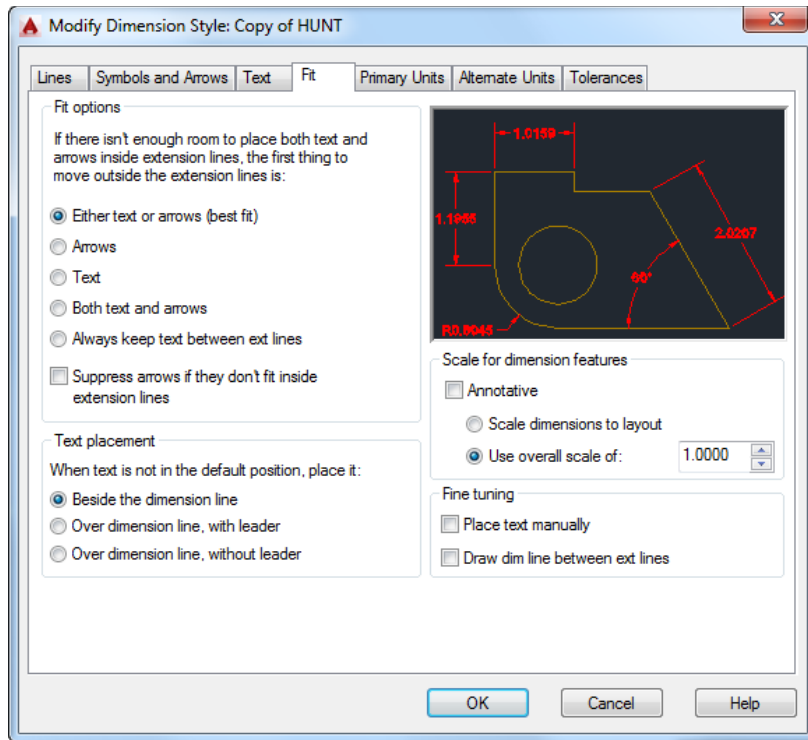 Modify Dimension Style: Copy of HUNT
Lines
Symbols and Arrows
Text
Fit
Primary Units
Alternate Units
Tolerances
Fit options
If there isn't enough room to place both text and
arrows inside extension lines, the first thing to
move outside the extension lines is:
Either text or arrows (best fit)
Arrows
Text
Both text and arrows
Always keep text between ext lines
Suppress arrows if they don't fit inside
extension lines
Text placement
When text is not in the default position, place it:
Beside the dimension line
Over dimension line, with leader
Over dimension line, without leader
1.0159
1.1955
2.0207
60°
R0.8045
Scale for dimension features
Annotative
Scale dimensions to layout
Use overall scale of:
1.0000
Fine tuning
Place text manually
Draw dim line between ext lines
OK
Cancel
Help